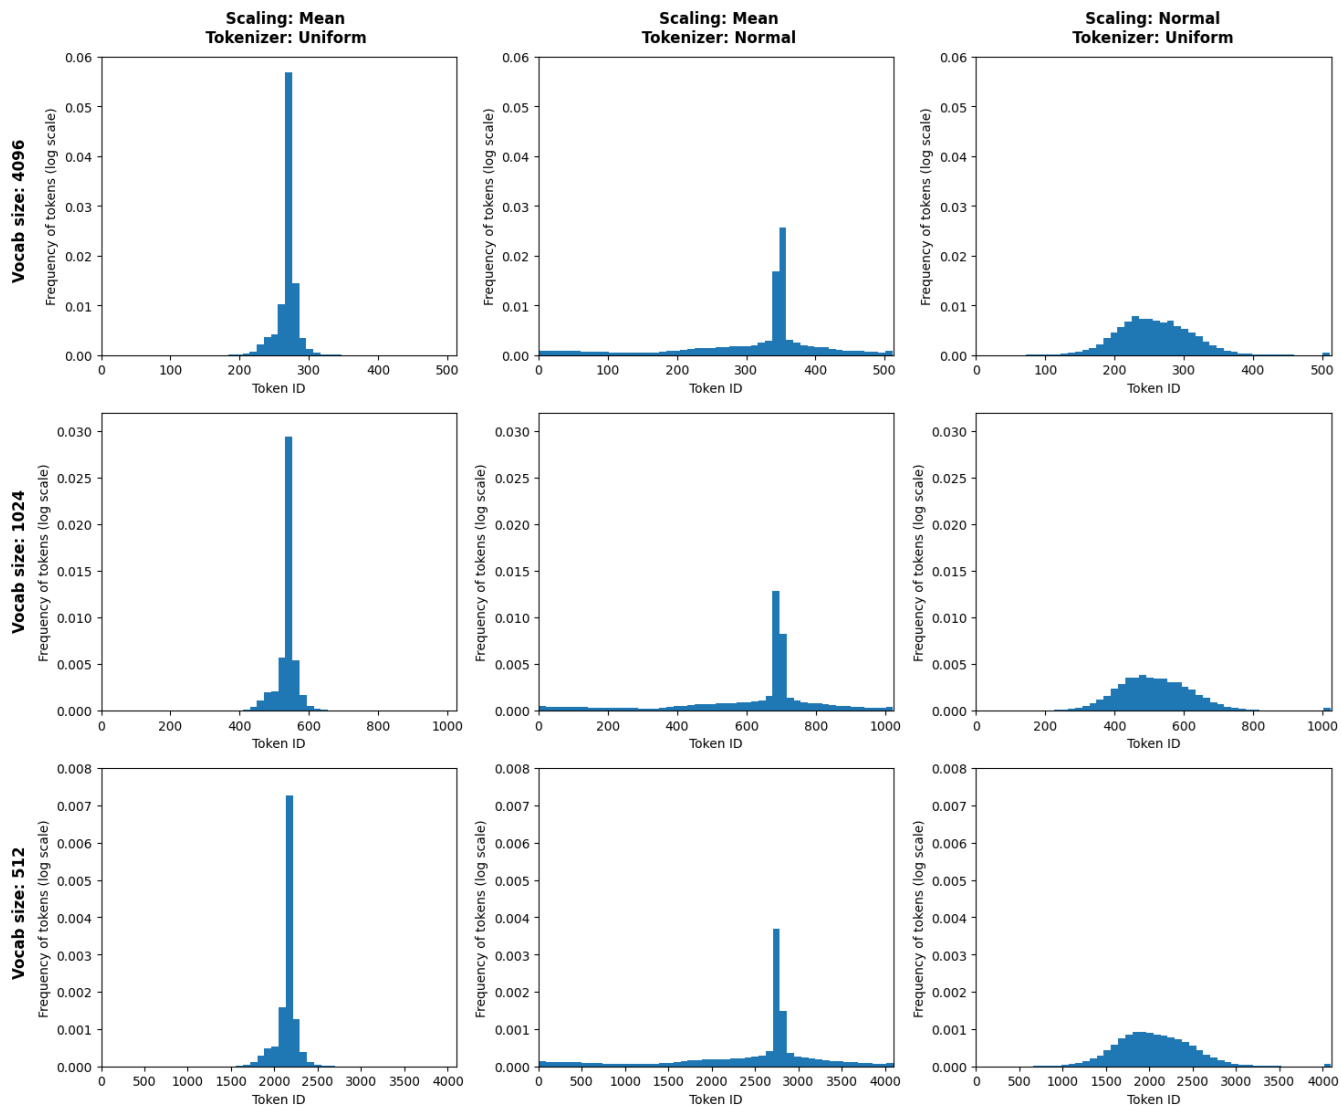 Scaling: Mean
Tokenizer: Uniform
Scaling: Mean
Tokenizer: Normal
Scaling: Normal
Tokenizer: Uniform
Vocab size: 4096
Frequency of tokens (log scale)
0.06
0.05
0.04
0.03
0.02
0.01
0.00
0 100 200 300 400 500
Token ID
Frequency of tokens (log scale)
0.06
0.05
0.04
0.03
0.02
0.01
0.00
0 100 200 300 400 500
Token ID
Frequency of tokens (log scale)
0.06
0.05
0.04
0.03
0.02
0.01
0.00
0 100 200 300 400 500
Token ID
Vocab size: 1024
Frequency of tokens (log scale)
0.030
0.025
0.020
0.015
0.010
0.005
0.000
0 200 400 600 800 1000
Token ID
Frequency of tokens (log scale)
0.030
0.025
0.020
0.015
0.010
0.005
0.000
0 200 400 600 800 1000
Token ID
Frequency of tokens (log scale)
0.030
0.025
0.020
0.015
0.010
0.005
0.000
0 200 400 600 800 1000
Token ID
Vocab size: 512
Frequency of tokens (log scale)
0.008
0.007
0.006
0.005
0.004
0.003
0.002
0.001
0.000
0 500 1000 1500 2000 2500 3000 3500 4000
Token ID
Frequency of tokens (log scale)
0.008
0.007
0.006
0.005
0.004
0.003
0.002
0.001
0.000
0 500 1000 1500 2000 2500 3000 3500 4000
Token ID
Frequency of tokens (log scale)
0.008
0.007
0.006
0.005
0.004
0.003
0.002
0.001
0.000
0 500 1000 1500 2000 2500 3000 3500 4000
Token ID